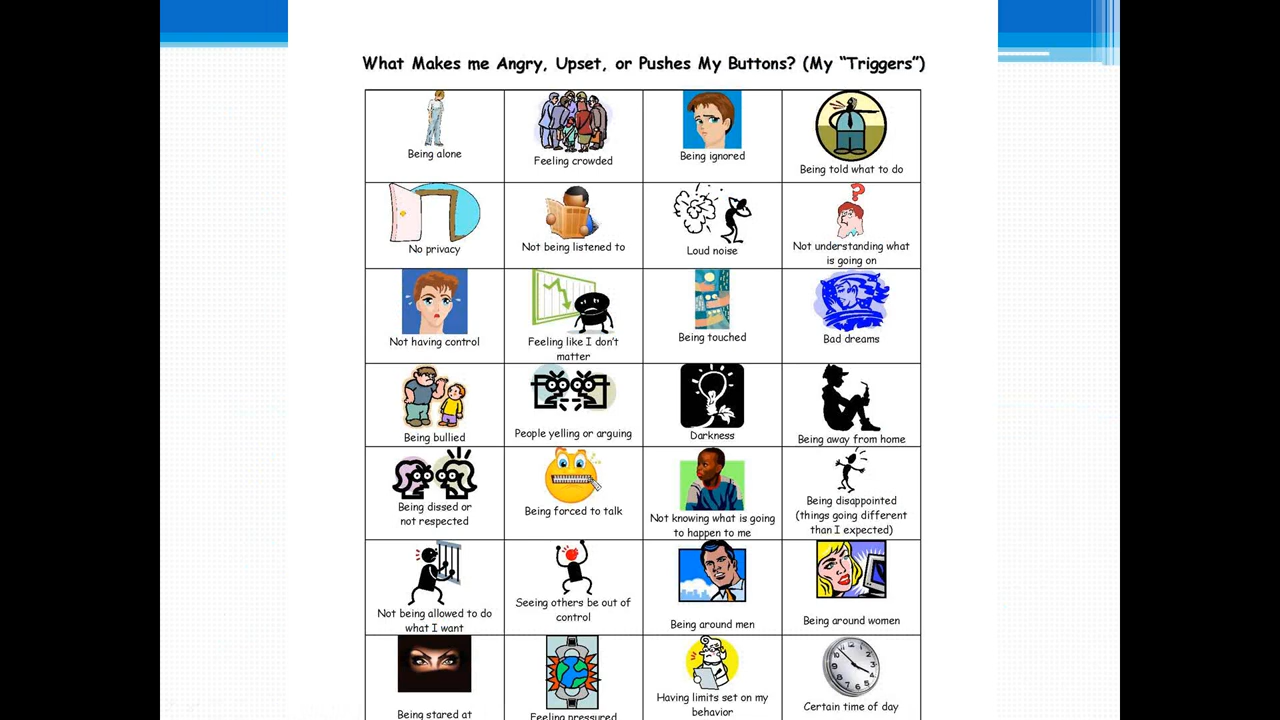 What Makes me Angry, Upset, or Pushes My Buttons? (My “Triggers”)
Being alone
Feeling crowded
Being ignored
Being told what to do
No privacy
Not being listened to
Loud noise
Not understanding what
is going on
Not having control
Feeling like I don’t
matter
Being touched
Bad dreams
Being bullied
People yelling or arguing
Darkness
Being away from home
Being dissed or
not respected
Being forced to talk
Not knowing what is going
to happen to me
Being disappointed
(things going different
than I expected)
Not being allowed to do
what I want
Seeing others be out of
control
Being around men
Being around women
Being stared at
Feeling pressured
Having limits set on my
behavior
Certain time of day